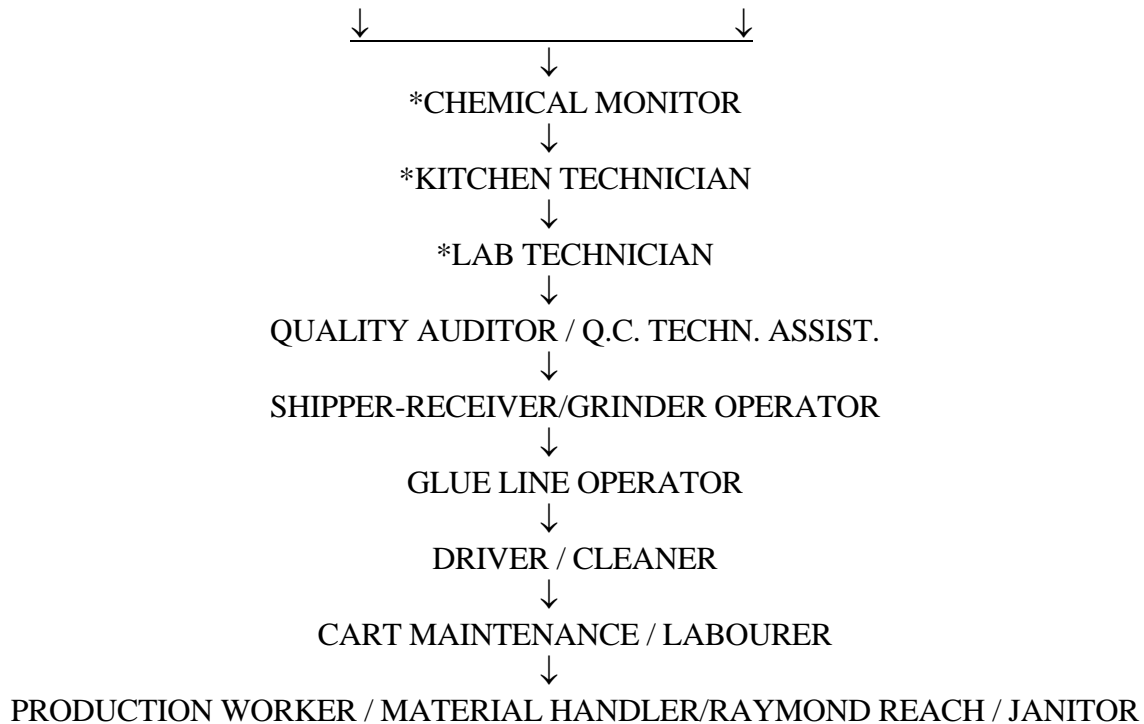 ↓ ↓
↓
*CHEMICAL MONITOR
↓
*KITCHEN TECHNICIAN
↓
*LAB TECHNICIAN
↓
QUALITY AUDITOR / Q.C. TECHN. ASSIST.
↓
SHIPPER-RECEIVER/GRINDER OPERATOR
↓
GLUE LINE OPERATOR
↓
DRIVER / CLEANER
↓
CART MAINTENANCE / LABOURER
↓
PRODUCTION WORKER / MATERIAL HANDLER/RAYMOND REACH / JANITOR